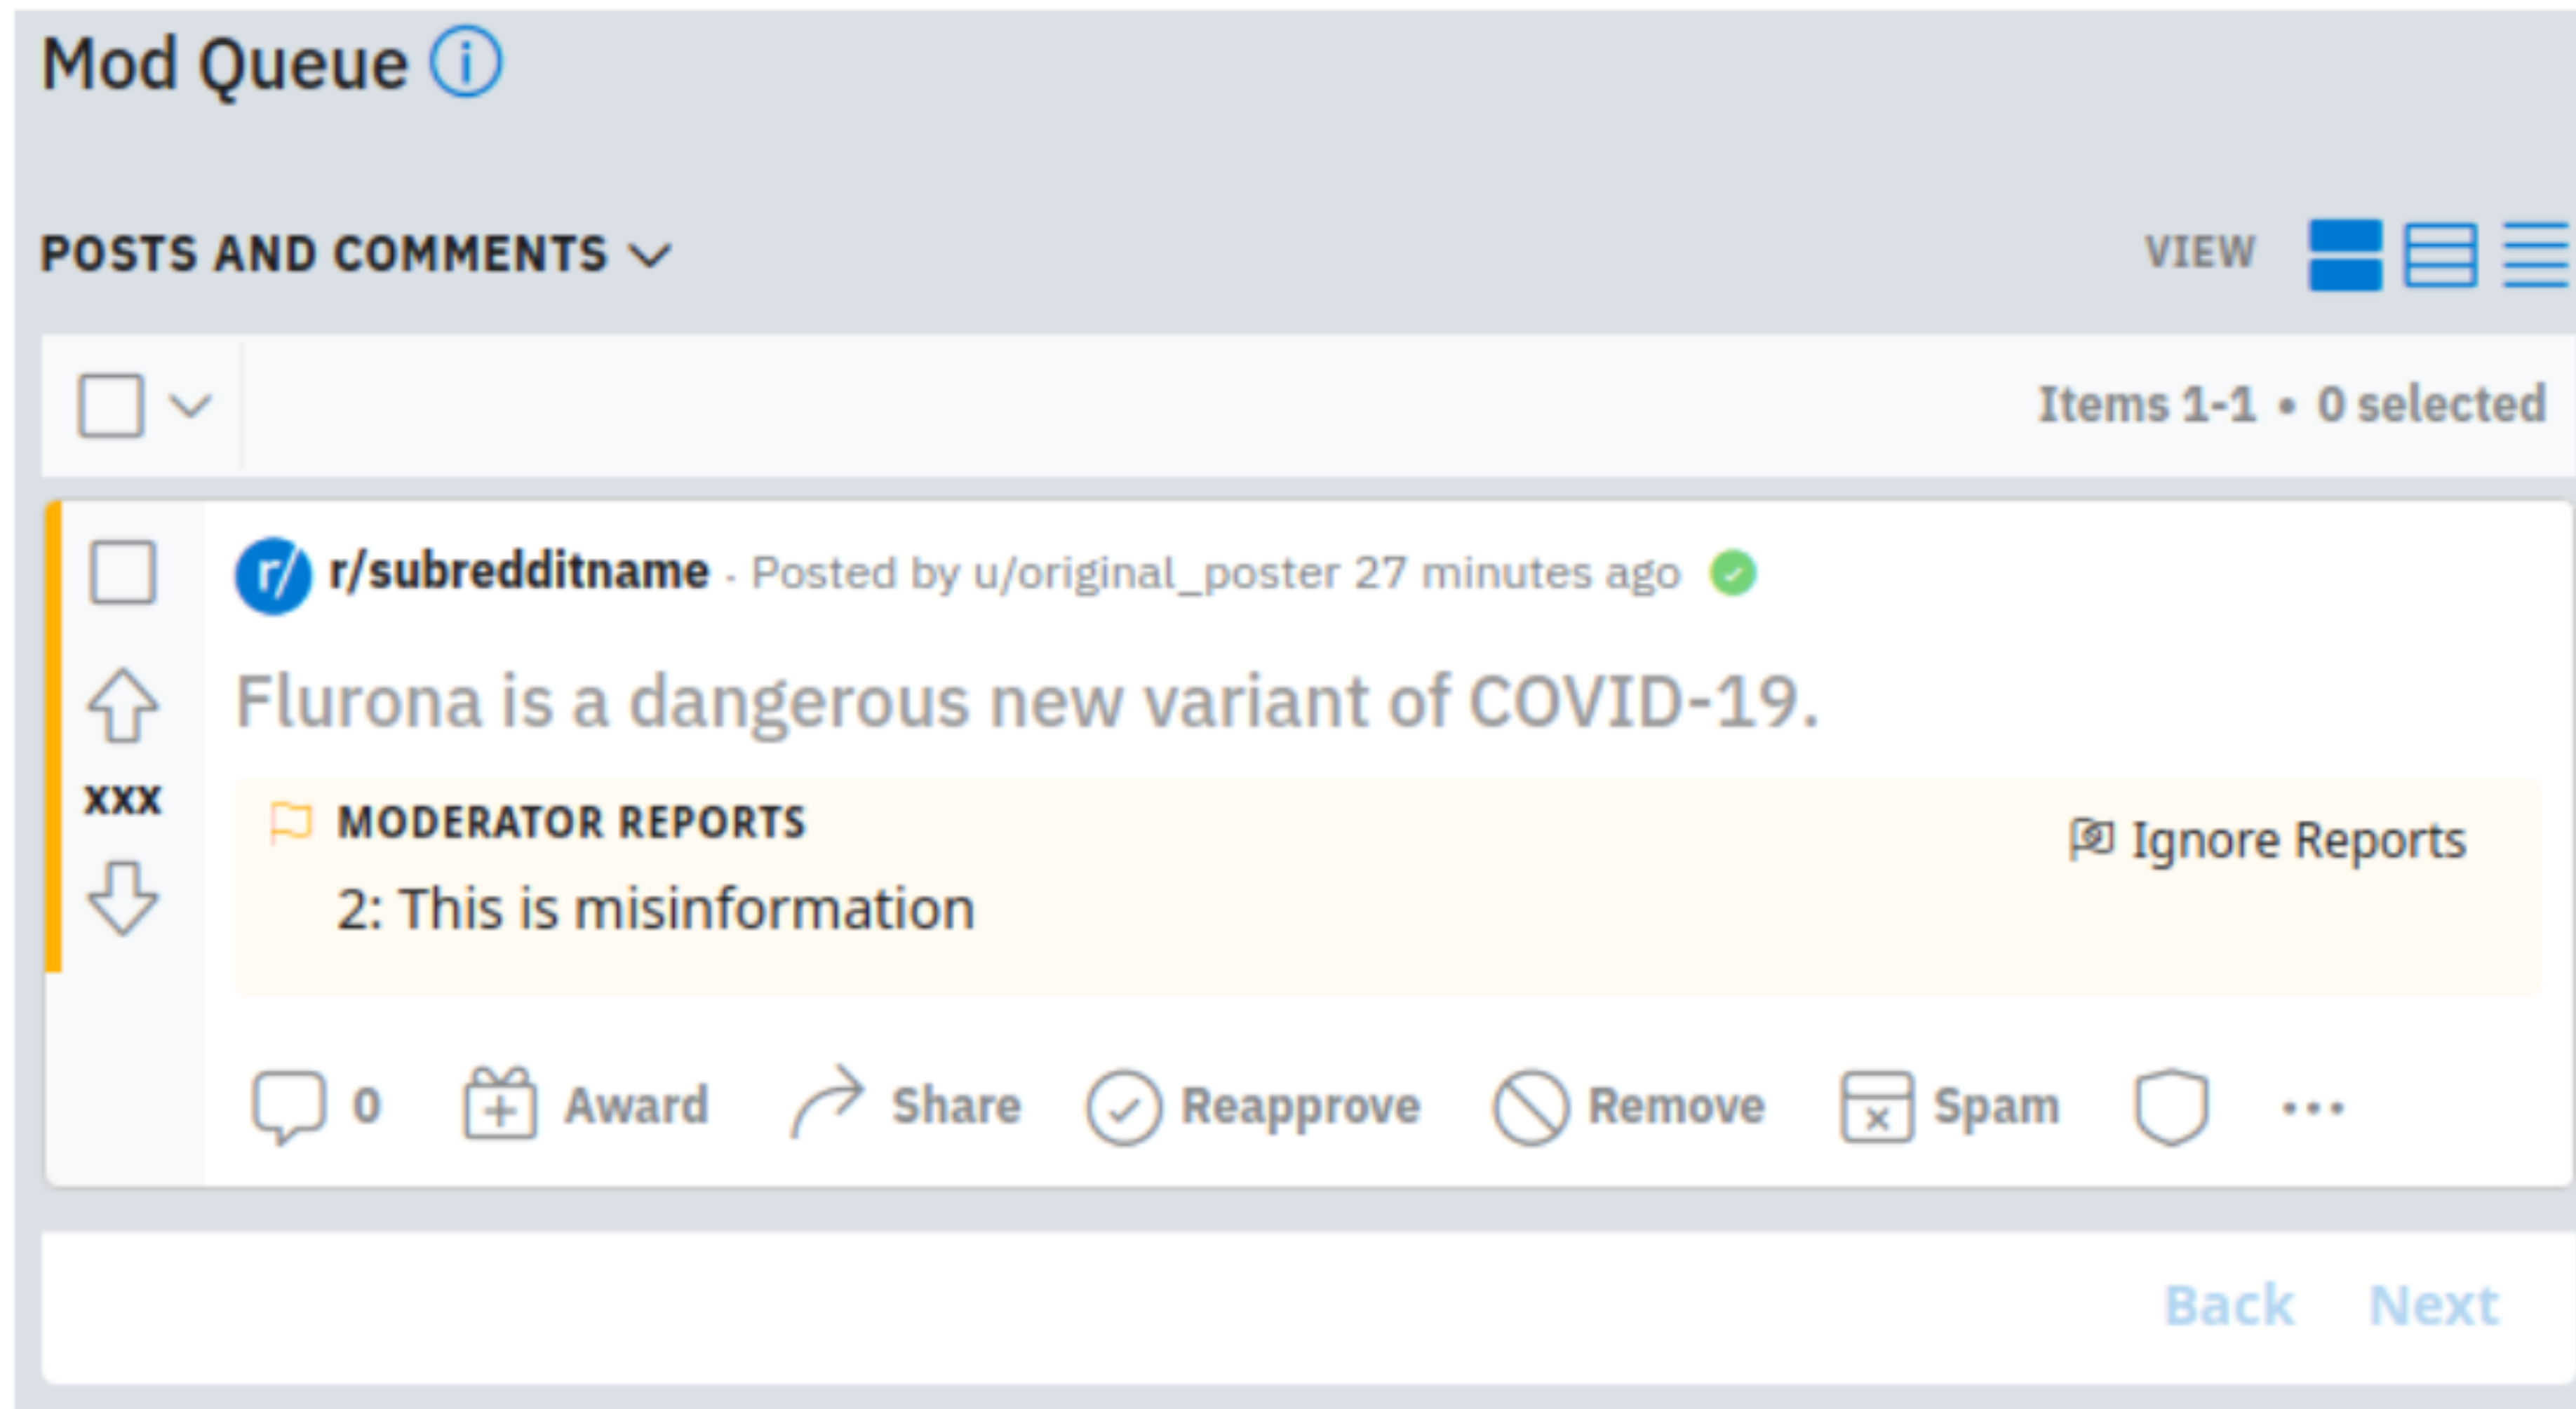 Mod Queue
POSTS AND COMMENTS VIEW
Items 1-1 • 0 selected
r/ r/subredditname · Posted by u/original_poster 27 minutes ago
xxx
Flurona is a dangerous new variant of COVID-19.
MODERATOR REPORTS Ignore Reports
2: This is misinformation
0 Award Share Reapprove Remove Spam ...
Back Next